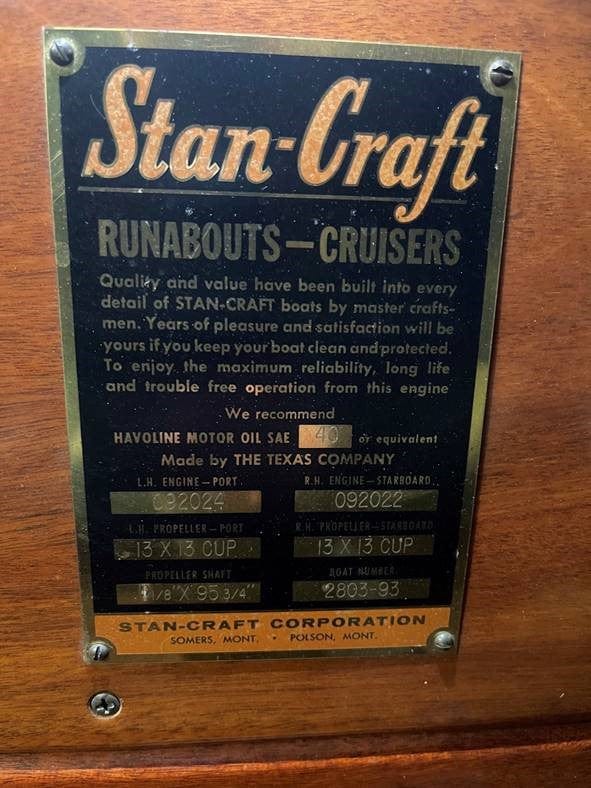 Stan-Craft
RUNABOUTS — CRUISERS
Quality and value have been built into every
detail of STAN-CRAFT boats by master crafts-
men. Years of pleasure and satisfaction will be
yours if you keep your boat clean and protected.
To enjoy the maximum reliability, long life
and trouble free operation from this engine
We recommend
HAVOLINE MOTOR OIL SAE 40 or equivalent
Made by THE TEXAS COMPANY
L.H. ENGINE — PORT R.H. ENGINE — STARBOARD
092024 092022
L.H. PROPELLER — PORT R.H. PROPELLER — STARBOARD
13 X 13 CUP 13 X 13 CUP
PROPELLER SHAFT BOAT NUMBER
X 95 3/4" 2803-93
STAN-CRAFT CORPORATION
SOMERS, MONT. • POLSON, MONT.